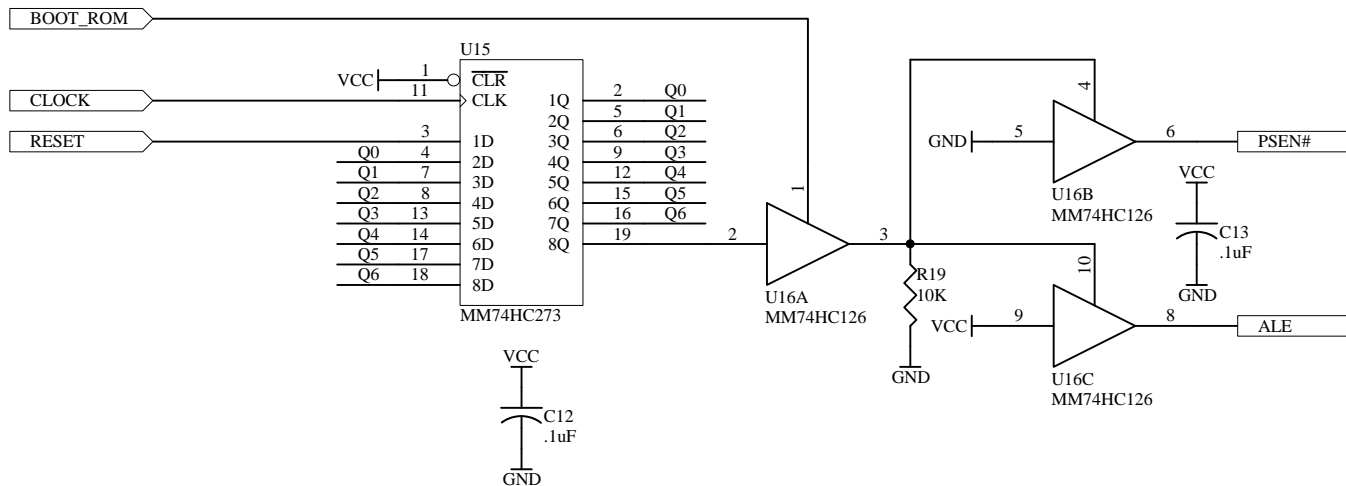 BOOT_ROM
U15
VCC 1 CLR
CLOCK 11 CLK 1Q 2 Q0
2Q 5 Q1
RESET 3 1D 3Q 6 Q2
Q0 4 2D 4Q 9 Q3
Q1 7 3D 5Q 12 Q4
Q2 8 4D 6Q 15 Q5
Q3 13 5D 7Q 16 Q6
Q4 14 6D 8Q 19
Q5 17 7D
Q6 18 8D
MM74HC273
1
2 3
U16A
MM74HC126
4
GND 5 6 PSEN#
U16B
MM74HC126
VCC
C13
.1uF
GND
R19
10K
GND
10
VCC 9 8 ALE
U16C
MM74HC126
VCC
C12
.1uF
GND